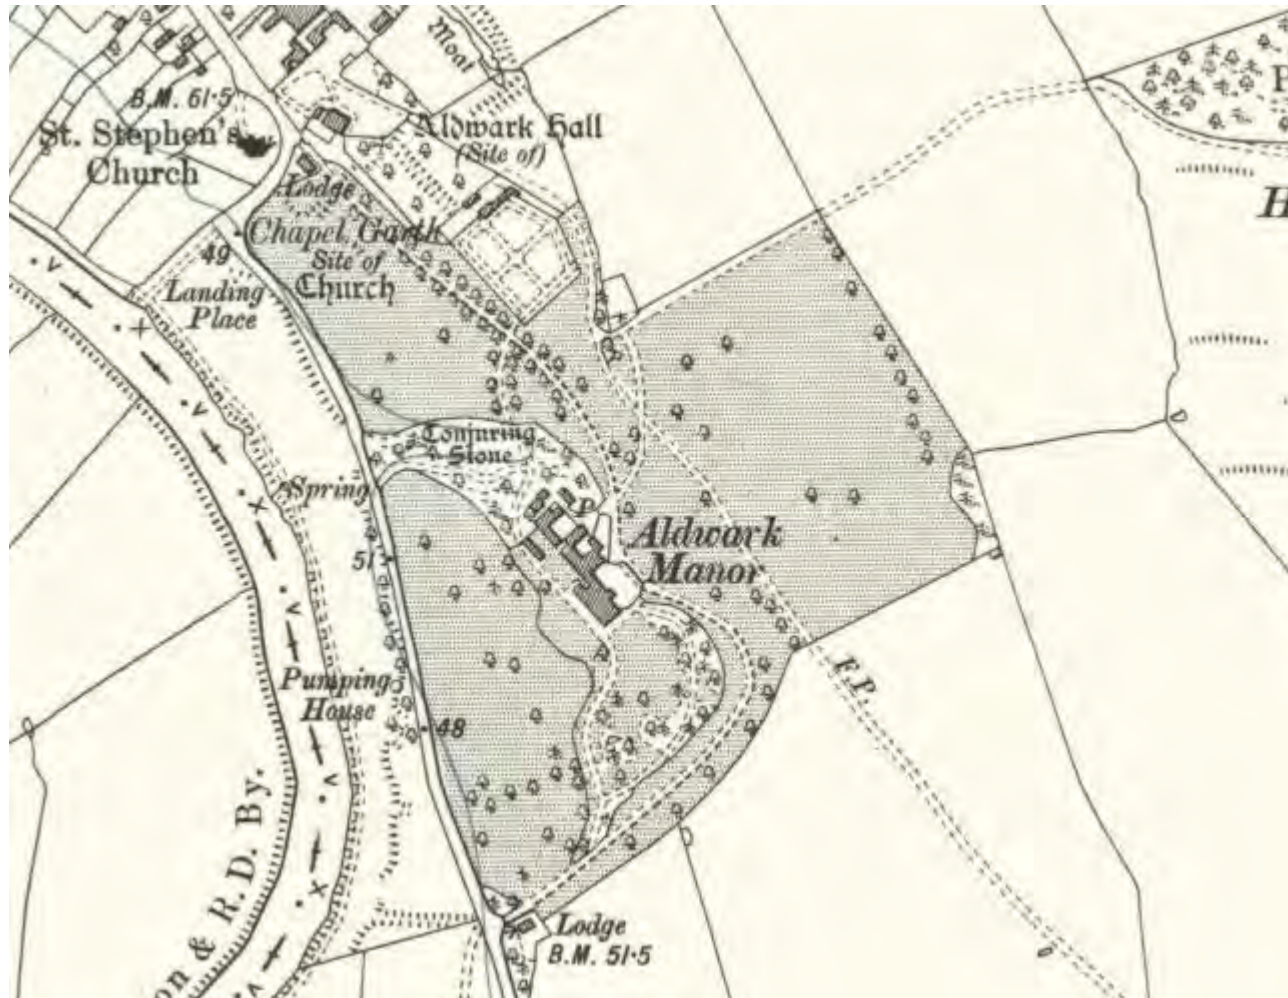 Moat
B.M. 61·5
St. Stephen's
Church
Aldwark Hall
(Site of)
Lodge
Chapel Garth
Site of
Church
49
Landing
Place
H
Conjuring
Stone
Spring
P.
Aldwark
Manor
51
F.P.
Pumping
House
48
on & R.D. By.
Lodge
B.M. 51·5